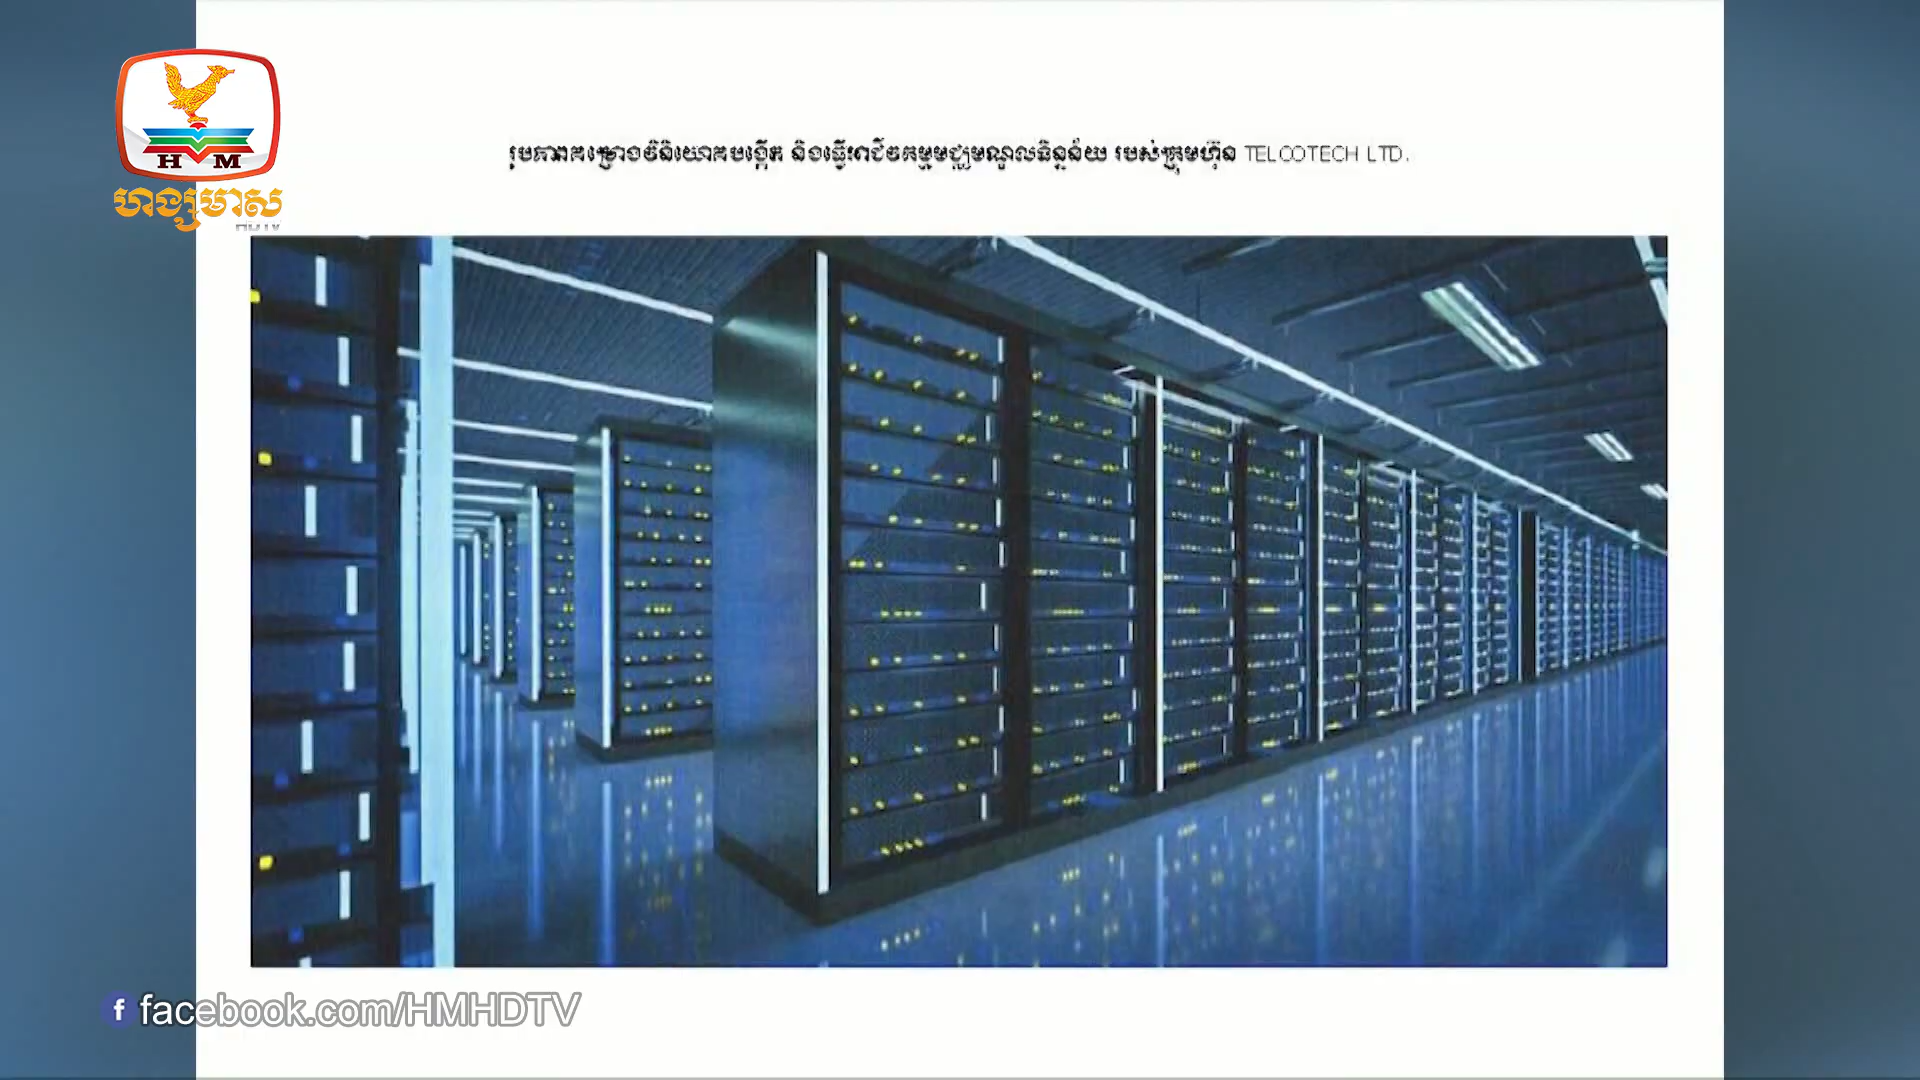 រូបភាពគម្រោងវិនិយោគបង្កើត និងធ្វើអាជីវកម្មមជ្ឈមណ្ឌលទិន្នន័យ របស់ក្រុមហ៊ុន TELCOTECH LTD.
HM
ហង្សមាស
HDTV
facebook.com/HMHDTV